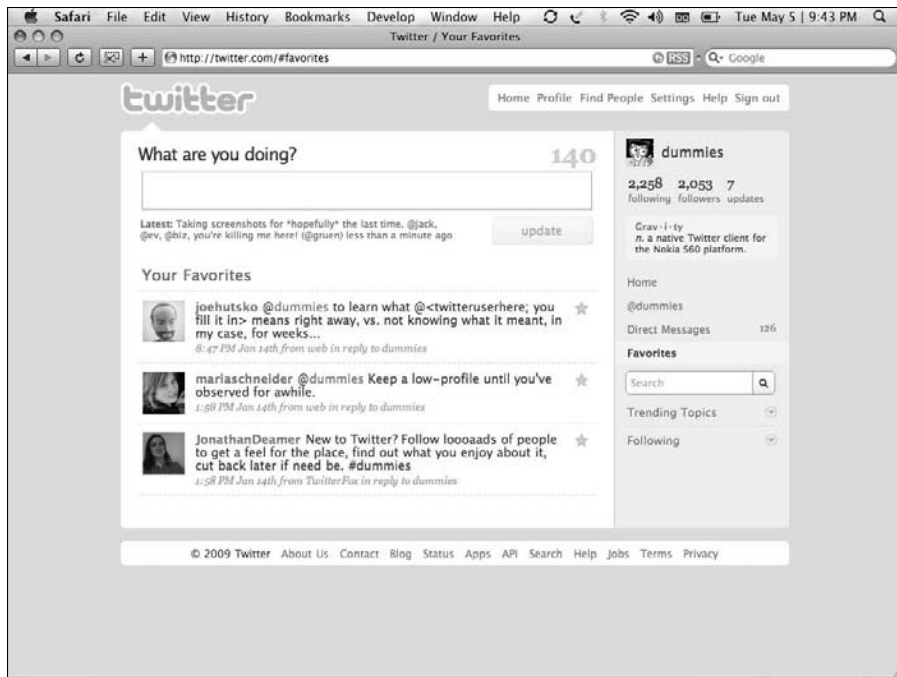 Safari File Edit View History Bookmarks Develop Window Help Tue May 5 | 9:43 PM
Twitter / Your Favorites
http://twitter.com/#favorites RSS Google
twitter
Home Profile Find People Settings Help Sign out
What are you doing? 140
Latest: Taking screenshots for *hopefully* the last time. @jack,
@ev, @biz, you're killing me here! (@gruen) less than a minute ago
update
Your Favorites
joehutsko @dummies to learn what @<twitteruserhere; you
fill it in> means right away, vs. not knowing what it meant, in
my case, for weeks...
8:47 PM Jan 14th from web in reply to dummies
mariaschneider @dummies Keep a low-profile until you've
observed for awhile.
1:58 PM Jan 14th from web in reply to dummies
JonathanDeamer New to Twitter? Follow loooaads of people
to get a feel for the place, find out what you enjoy about it,
cut back later if need be. #dummies
1:58 PM Jan 14th from TwitterFox in reply to dummies
dummies
2,258 2,053 7
following followers updates
Grav·i·ty
n. a native Twitter client for
the Nokia S60 platform.
Home
@dummies
Direct Messages 126
Favorites
Search
Trending Topics
Following
© 2009 Twitter About Us Contact Blog Status Apps API Search Help Jobs Terms Privacy